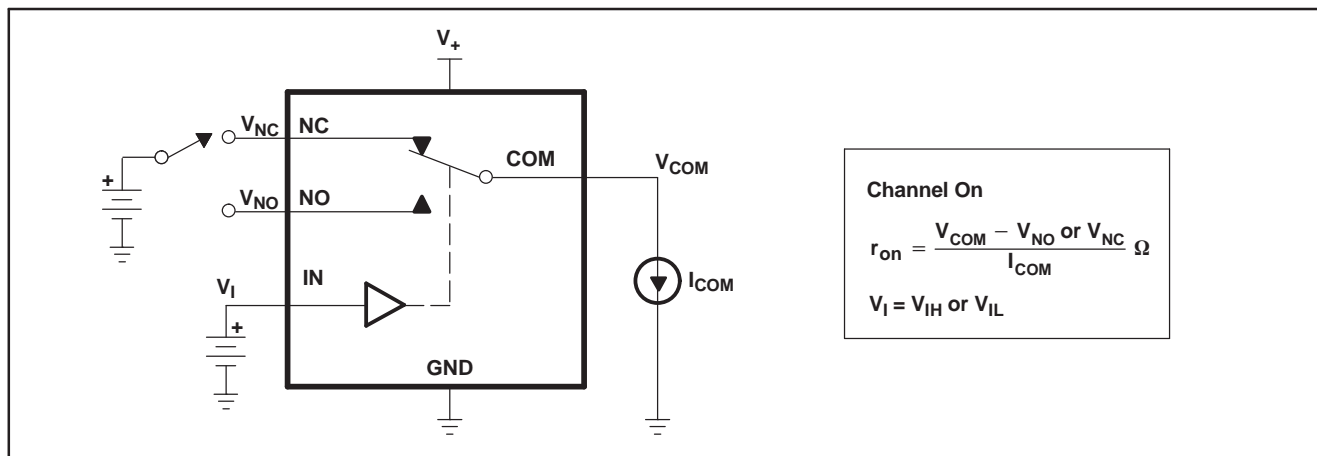 V+
VNC NC
COM VCOM
VNO NO
VI IN
ICOM
GND
+
+
Channel On
ron = VCOM – VNO or VNC / ICOM Ω
VI = VIH or VIL